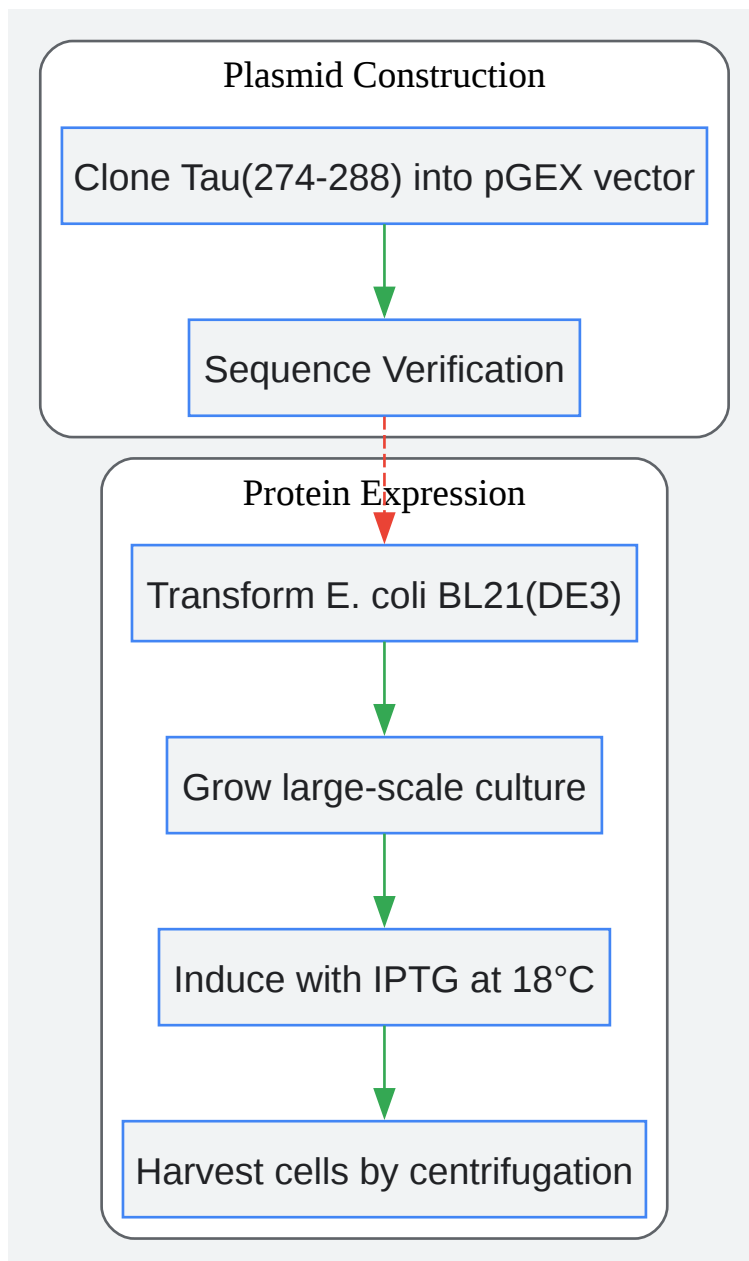 Plasmid Construction
Clone Tau(274-288) into pGEX vector
Sequence Verification
Protein Expression
Transform E. coli BL21(DE3)
Grow large-scale culture
Induce with IPTG at 18°C
Harvest cells by centrifugation